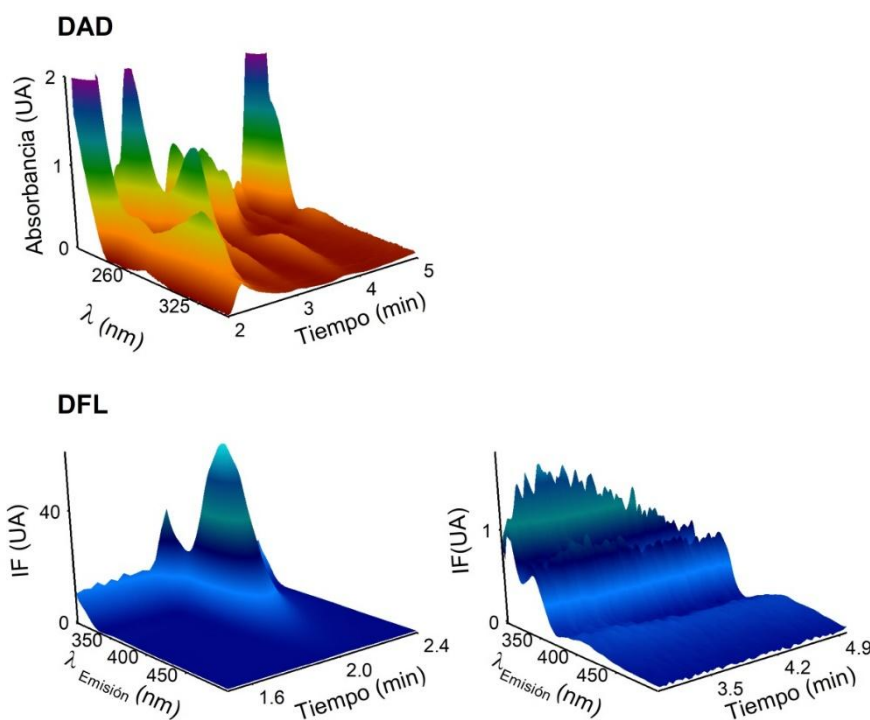 DAD
Absorbancia (UA)
2
1
0
260
325
λ (nm)
2
3
4
5
Tiempo (min)
DFL
IF (UA)
40
0
350
400
450
λ Emisión (nm)
1.6
2.0
2.4
Tiempo (min)
IF(UA)
1
0
350
400
450
λEmisión (nm)
3.5
4.2
4.9
Tiempo (min)